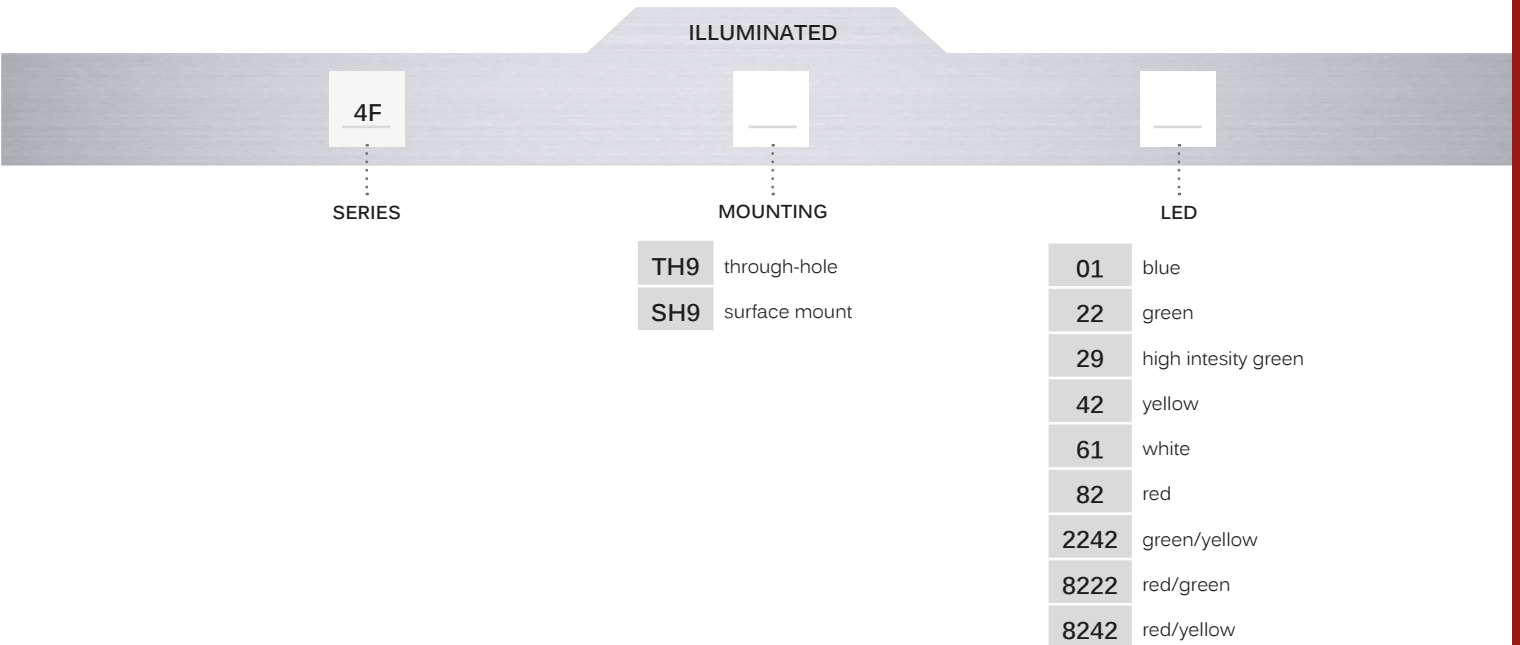 ILLUMINATED
4F
SERIES
MOUNTING
LED
TH9 through-hole
SH9 surface mount
01 blue
22 green
29 high intesity green
42 yellow
61 white
82 red
2242 green/yellow
8222 red/green
8242 red/yellow